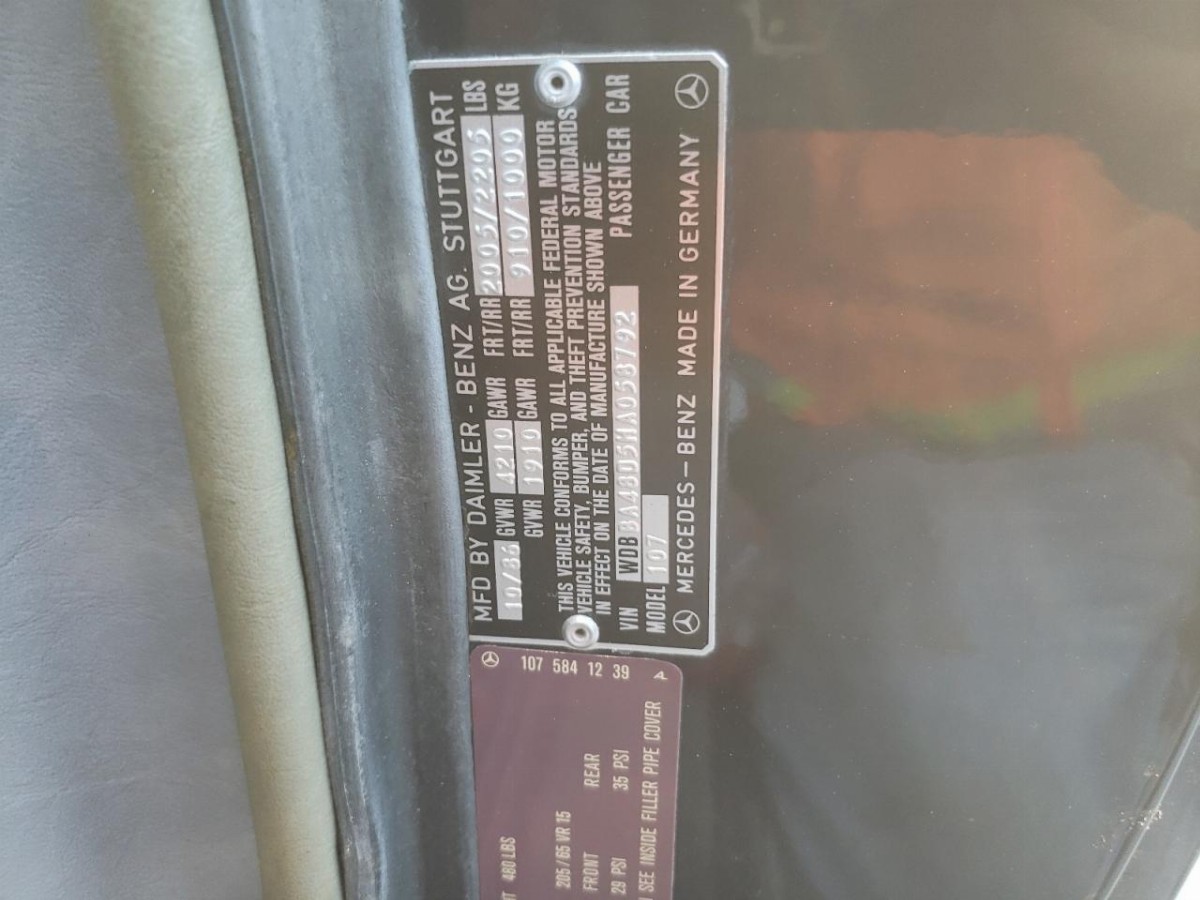 MFD BY DAIMLER - BENZ AG. STUTTGART
10/86 GVWR 4210 GAWR FRT/RR 2005/2205 LBS
GVWR 1910 GAWR FRT/RR 910/1000 KG
THIS VEHICLE CONFORMS TO ALL APPLICABLE FEDERAL MOTOR
VEHICLE SAFETY, BUMPER, AND THEFT PREVENTION STANDARDS
IN EFFECT ON THE DATE OF MANUFACTURE SHOWN ABOVE
VIN WDBBA48D5HA058792 PASSENGER CAR
MODEL 107
MERCEDES-BENZ MADE IN GERMANY
107 584 12 39 A
480 LBS
205/65 VR 15
FRONT REAR
29 PSI 35 PSI
SEE INSIDE FILLER PIPE COVER